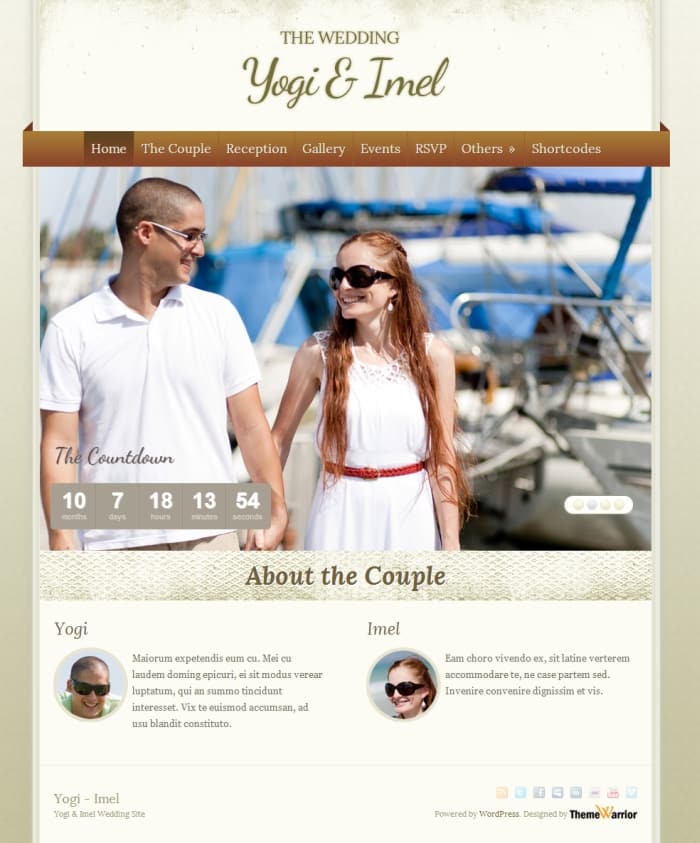 THE WEDDING
Yogi & Imel
Home The Couple Reception Gallery Events RSVP Others » Shortcodes
The Countdown
10 7 18 13 54
months days hours minutes seconds
About the Couple
Yogi
Maiorum expetendis eum cu. Mei cu
laudem doming epicuri, ei sit modus verear
luptatum, qui an summo tincidunt
interesset. Vix te euismod accumsan, ad
usu blandit constituto.
Imel
Eam choro vivendo ex, sit latine verterem
accommodare te, ne case partem sed.
Invenire convenire dignissim et vis.
Yogi - Imel
Yogi & Imel Wedding Site
Powered by WordPress. Designed by ThemeWarrior